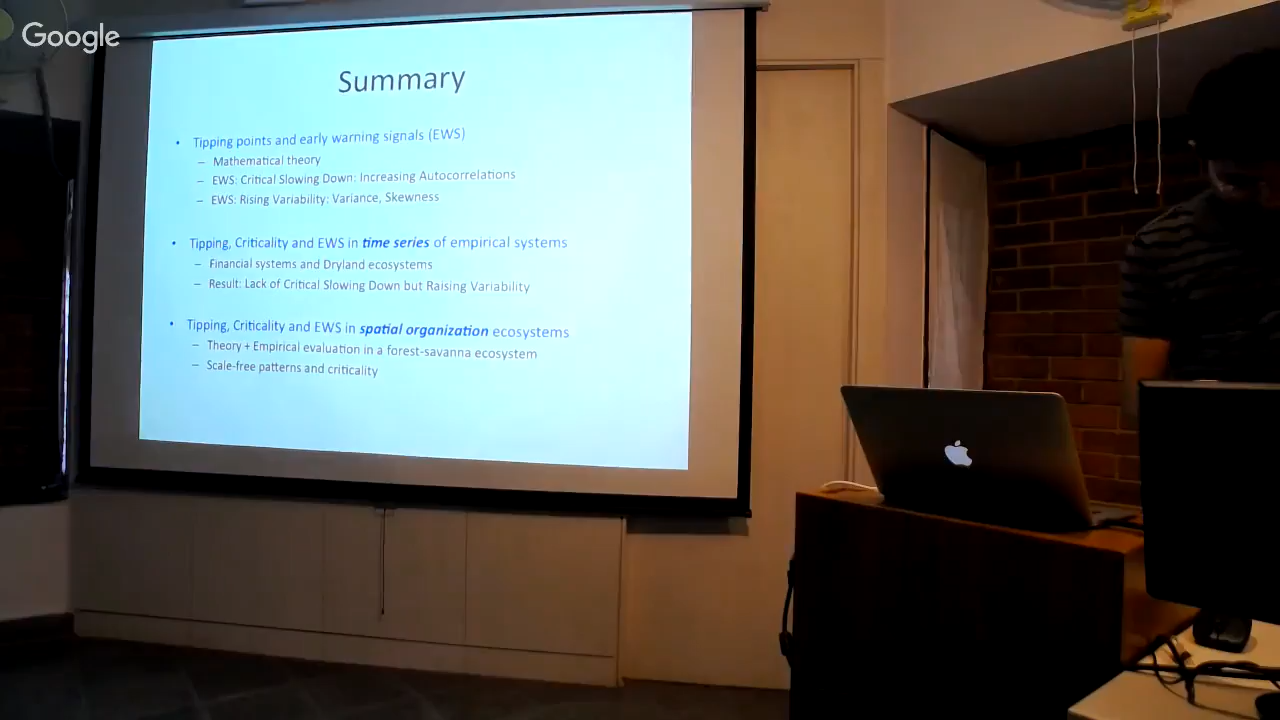 Google
Summary
• Tipping points and early warning signals (EWS)
– Mathematical theory
– EWS: Critical Slowing Down: Increasing Autocorrelations
– EWS: Rising Variability: Variance, Skewness
• Tipping, Criticality and EWS in time series of empirical systems
– Financial systems and Dryland ecosystems
– Result: Lack of Critical Slowing Down but Raising Variability
• Tipping, Criticality and EWS in spatial organization ecosystems
– Theory + Empirical evaluation in a forest-savanna ecosystem
– Scale-free patterns and criticality